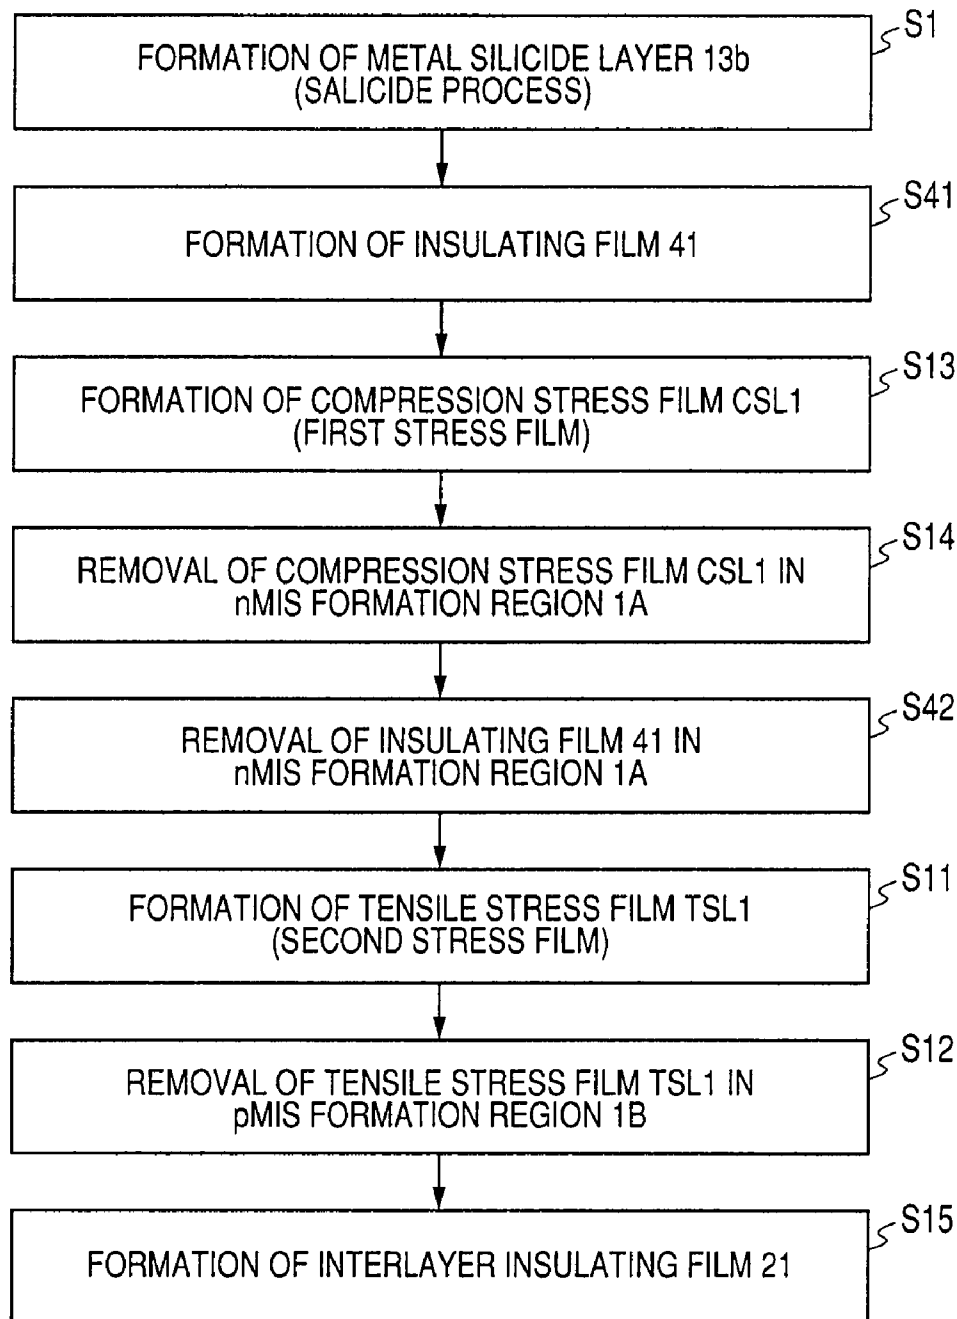 S1
FORMATION OF METAL SILICIDE LAYER 13b
(SALICIDE PROCESS)
S41
FORMATION OF INSULATING FILM 41
S13
FORMATION OF COMPRESSION STRESS FILM CSL1
(FIRST STRESS FILM)
S14
REMOVAL OF COMPRESSION STRESS FILM CSL1 IN
nMIS FORMATION REGION 1A
S42
REMOVAL OF INSULATING FILM 41 IN
nMIS FORMATION REGION 1A
S11
FORMATION OF TENSILE STRESS FILM TSL1
(SECOND STRESS FILM)
S12
REMOVAL OF TENSILE STRESS FILM TSL1 IN
pMIS FORMATION REGION 1B
S15
FORMATION OF INTERLAYER INSULATING FILM 21